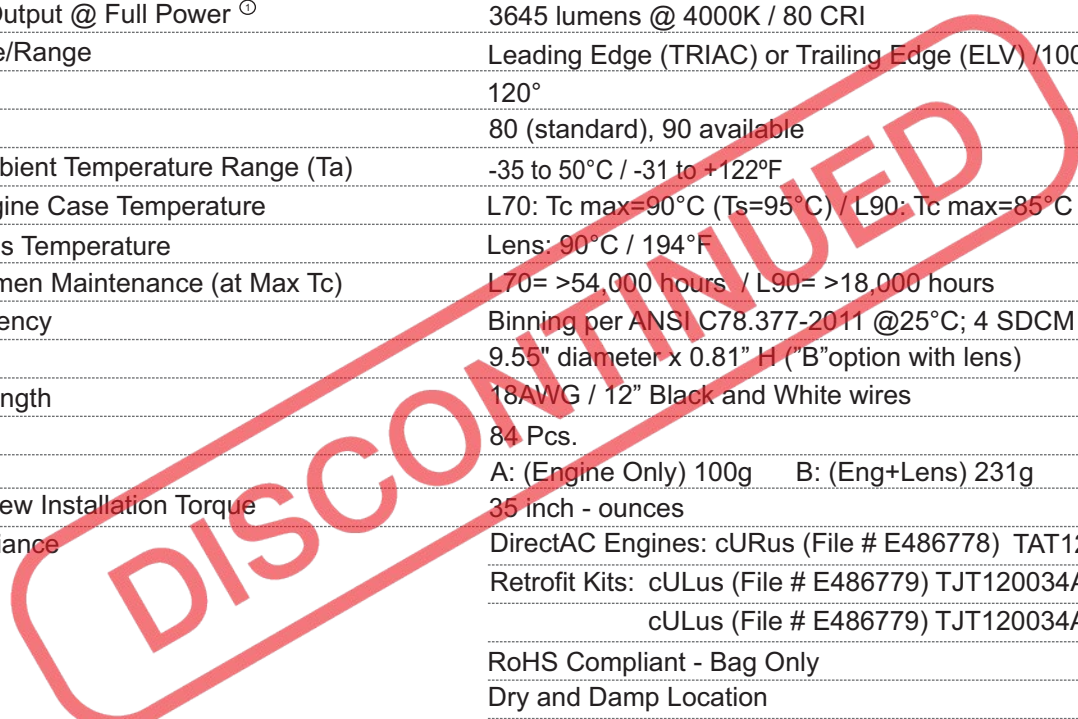 Output @ Full Power ① 3645 lumens @ 4000K / 80 CRI
e/Range Leading Edge (TRIAC) or Trailing Edge (ELV) /100
120°
80 (standard), 90 available
bient Temperature Range (Ta) -35 to 50°C / -31 to +122ºF
gine Case Temperature L70: Tc max=90°C (Ts=95°C) / L90: Tc max=85°C
s Temperature Lens: 90°C / 194°F
men Maintenance (at Max Tc) L70= >54,000 hours / L90= >18,000 hours
ency Binning per ANSI C78.377-2011 @25°C; 4 SDCM
9.55" diameter x 0.81” H (”B”option with lens)
ngth 18AWG / 12” Black and White wires
84 Pcs.
A: (Engine Only) 100g B: (Eng+Lens) 231g
ew Installation Torque 35 inch - ounces
iance DirectAC Engines: cURus (File # E486778) TAT12
Retrofit Kits: cULus (File # E486779) TJT120034A
cULus (File # E486779) TJT120034A
RoHS Compliant - Bag Only
Dry and Damp Location
DISCONTINUED